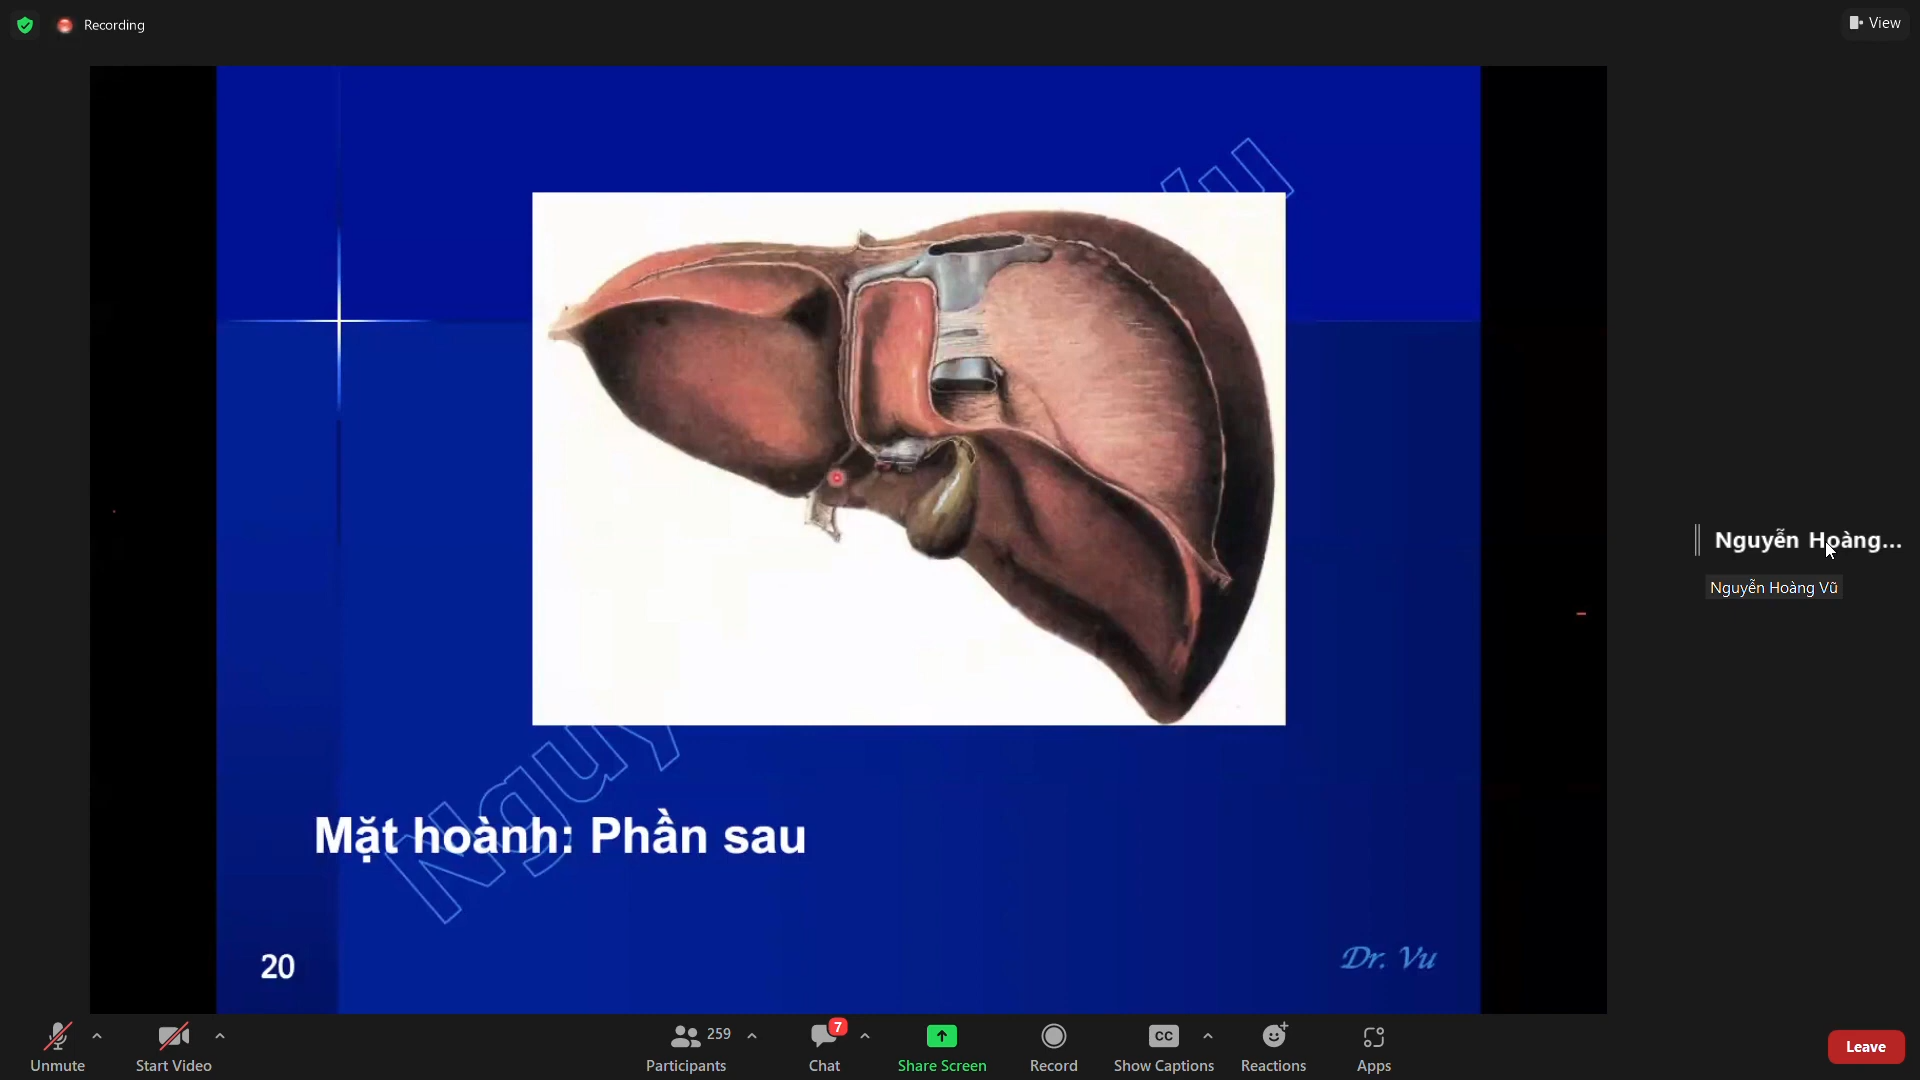 Recording
View
Nguyễn Hoàng...
Nguyễn Hoàng Vũ
Mặt hoành: Phần sau
20
Dr. Vu
Unmute
Start Video
259
Participants
7
Chat
Share Screen
Record
CC
Show Captions
Reactions
Apps
Leave